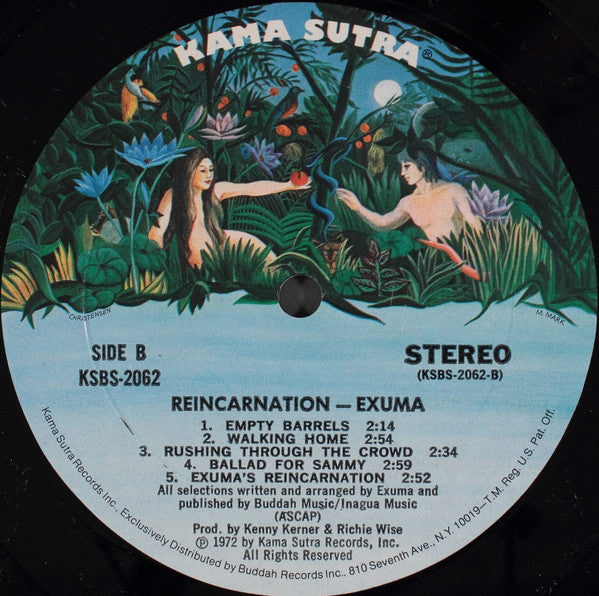 KAMA SUTRA®
CHRISTENSEN
M. MARK
SIDE B
KSBS-2062
STEREO
(KSBS-2062-B)
REINCARNATION — EXUMA
1. EMPTY BARRELS 2:14
2. WALKING HOME 2:54
3. RUSHING THROUGH THE CROWD 2:34
4. BALLAD FOR SAMMY 2:59
5. EXUMA'S REINCARNATION 2:52
All selections written and arranged by Exuma and
published by Buddah Music/Inagua Music
(ASCAP)
Prod. by Kenny Kerner & Richie Wise
℗ 1972 by Kama Sutra Records, Inc.
All Rights Reserved
Kama Sutra Records Inc., Exclusively Distributed by Buddah Records Inc., 810 Seventh Ave., N.Y. 10019–T.M. Reg. U.S. Pat. Off.